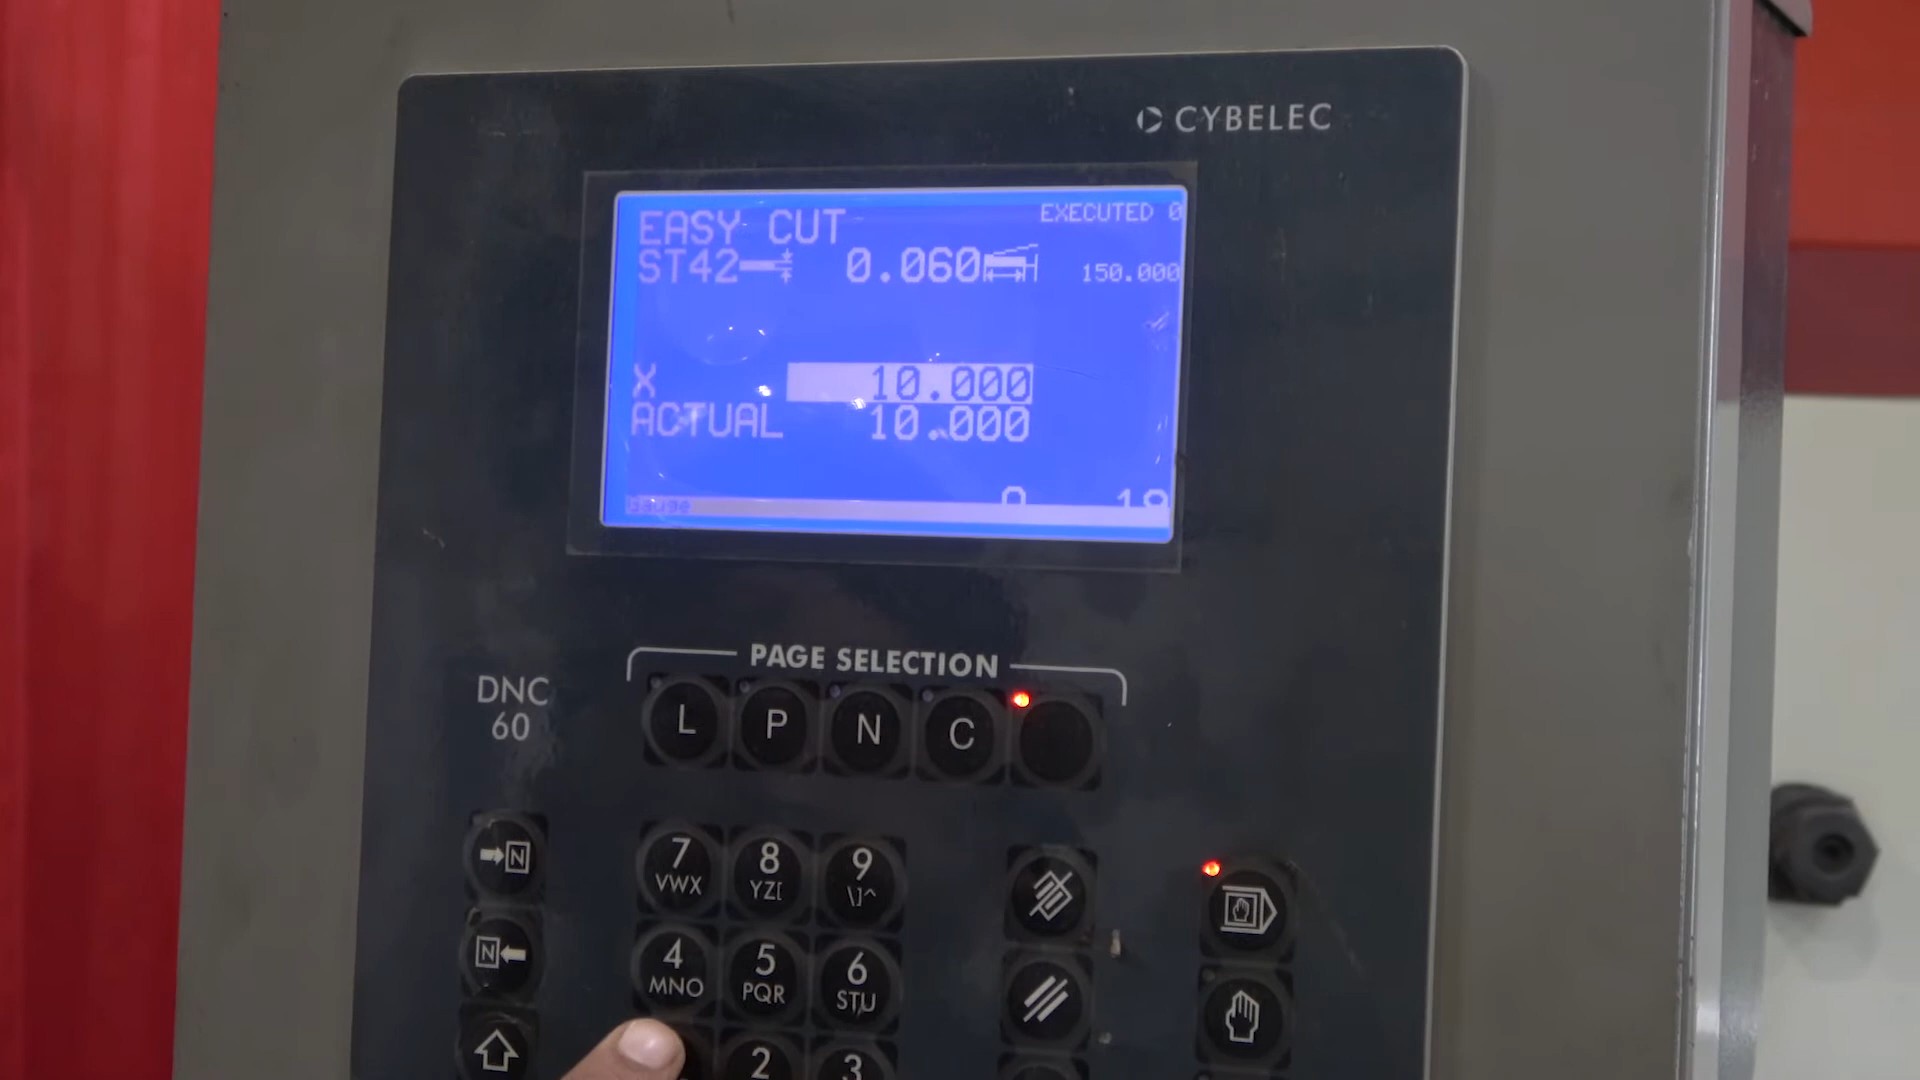 CYBELEC
EASY CUT
EXECUTED 0
ST42 0.060 150.000
X 10.000
ACTUAL 10.000
gauge
PAGE SELECTION
DNC
60
L P N C
N
7 8 9
VWX YZ[ \]^
N
4 5 6
MNO PQR STU
2 3